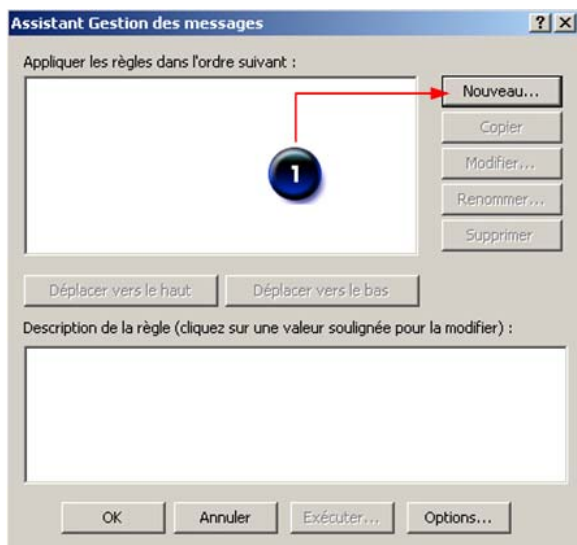 Assistant Gestion des messages
Appliquer les règles dans l'ordre suivant :
Nouveau...
Copier
1
Modifier...
Renommer...
Supprimer
Déplacer vers le haut Déplacer vers le bas
Description de la règle (cliquez sur une valeur soulignée pour la modifier) :
OK Annuler Exécuter... Options...